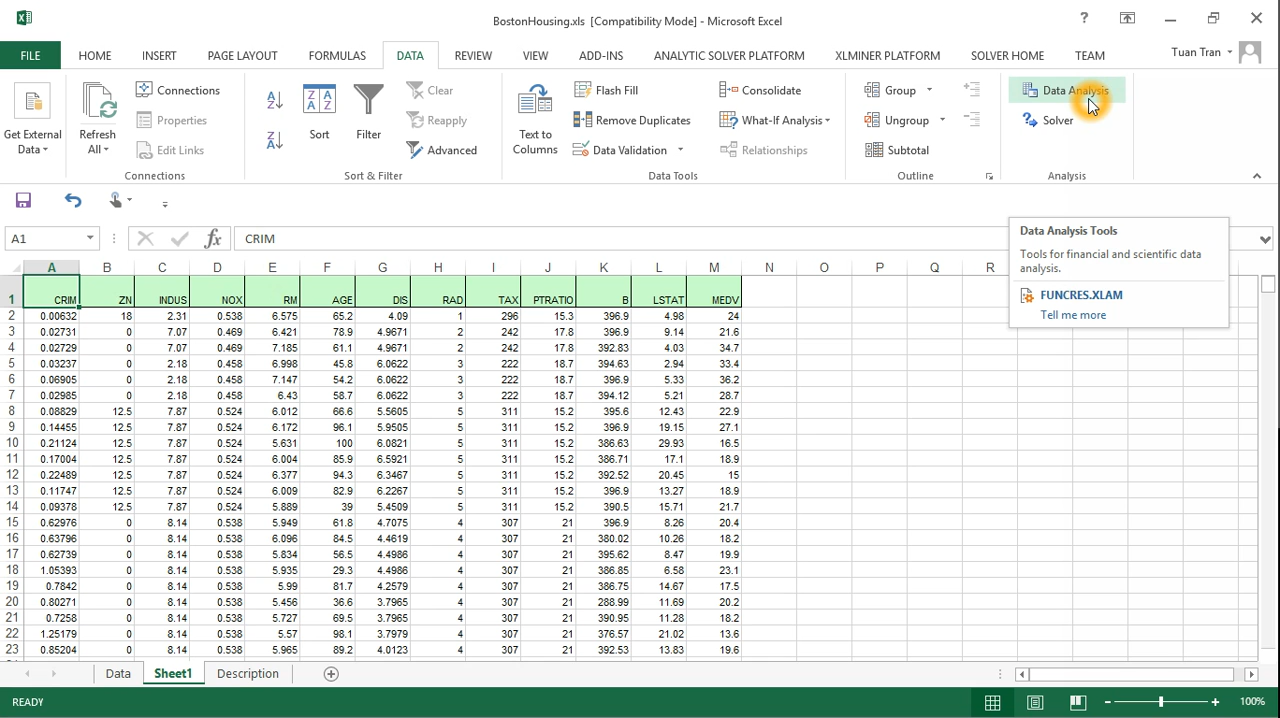 BostonHousing.xls [Compatibility Mode] - Microsoft Excel
?
FILE HOME INSERT PAGE LAYOUT FORMULAS DATA REVIEW VIEW ADD-INS ANALYTIC SOLVER PLATFORM XLMINER PLATFORM SOLVER HOME TEAM Tuan Tran
Get External
Data
Refresh
All
Connections
Properties
Edit Links
Connections
Sort
Filter
Clear
Reapply
Advanced
Sort & Filter
Text to
Columns
Flash Fill
Remove Duplicates
Data Validation
Consolidate
What-If Analysis
Relationships
Data Tools
Group
Ungroup
Subtotal
Outline
Data Analysis
Solver
Analysis
A1 fx CRIM
Data Analysis Tools
Tools for financial and scientific data
analysis.
FUNCRES.XLAM
Tell me more
A B C D E F G H I J K L M N O P Q R
1 CRIM ZN INDUS NOX RM AGE DIS RAD TAX PTRATIO B LSTAT MEDV
2 0.00632 18 2.31 0.538 6.575 65.2 4.09 1 296 15.3 396.9 4.98 24
3 0.02731 0 7.07 0.469 6.421 78.9 4.9671 2 242 17.8 396.9 9.14 21.6
4 0.02729 0 7.07 0.469 7.185 61.1 4.9671 2 242 17.8 392.83 4.03 34.7
5 0.03237 0 2.18 0.458 6.998 45.8 6.0622 3 222 18.7 394.63 2.94 33.4
6 0.06905 0 2.18 0.458 7.147 54.2 6.0622 3 222 18.7 396.9 5.33 36.2
7 0.02985 0 2.18 0.458 6.43 58.7 6.0622 3 222 18.7 394.12 5.21 28.7
8 0.08829 12.5 7.87 0.524 6.012 66.6 5.5605 5 311 15.2 395.6 12.43 22.9
9 0.14455 12.5 7.87 0.524 6.172 96.1 5.9505 5 311 15.2 396.9 19.15 27.1
10 0.21124 12.5 7.87 0.524 5.631 100 6.0821 5 311 15.2 386.63 29.93 16.5
11 0.17004 12.5 7.87 0.524 6.004 85.9 6.5921 5 311 15.2 386.71 17.1 18.9
12 0.22489 12.5 7.87 0.524 6.377 94.3 6.3467 5 311 15.2 392.52 20.45 15
13 0.11747 12.5 7.87 0.524 6.009 82.9 6.2267 5 311 15.2 396.9 13.27 18.9
14 0.09378 12.5 7.87 0.524 5.889 39 5.4509 5 311 15.2 390.5 15.71 21.7
15 0.62976 0 8.14 0.538 5.949 61.8 4.7075 4 307 21 396.9 8.26 20.4
16 0.63796 0 8.14 0.538 6.096 84.5 4.4619 4 307 21 380.02 10.26 18.2
17 0.62739 0 8.14 0.538 5.834 56.5 4.4986 4 307 21 395.62 8.47 19.9
18 1.05393 0 8.14 0.538 5.935 29.3 4.4986 4 307 21 386.85 6.58 23.1
19 0.7842 0 8.14 0.538 5.99 81.7 4.2579 4 307 21 386.75 14.67 17.5
20 0.80271 0 8.14 0.538 5.456 36.6 3.7965 4 307 21 288.99 11.69 20.2
21 0.7258 0 8.14 0.538 5.727 69.5 3.7965 4 307 21 390.95 11.28 18.2
22 1.25179 0 8.14 0.538 5.57 98.1 3.7979 4 307 21 376.57 21.02 13.6
23 0.85204 0 8.14 0.538 5.965 89.2 4.0123 4 307 21 392.53 13.83 19.6
Data Sheet1 Description
READY 100%